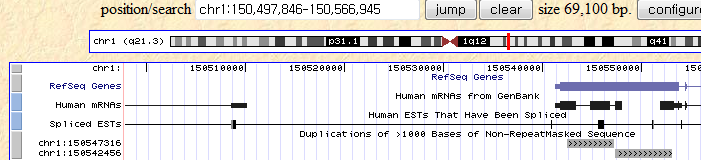 position/search chr1:150,497,846-150,566,945 jump clear size 69,100 bp. configure
chr1 (q21.3) p31.1 1q12 q41
chr1: 150510000 150520000 150530000 150540000 150550000
RefSeq Genes
RefSeq Genes
Human mRNAs from GenBank
Human mRNAs
Human ESTs That Have Been Spliced
Spliced ESTs
Duplications of >1000 Bases of Non-RepeatMasked Sequence
chr1:150547316
chr1:150542456